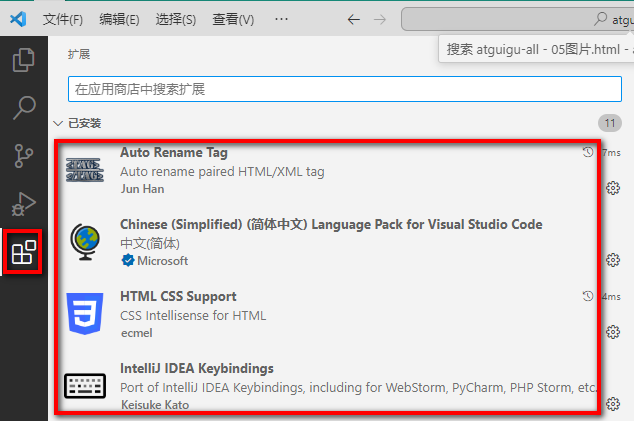 文件(F) 编辑(E) 选择(S) 查看(V) ··· atgu
搜索 atguigu-all - 05图片.html - a
扩展
在应用商店中搜索扩展
已安装 11
Auto Rename Tag 7ms
Auto rename paired HTML/XML tag
Jun Han
Chinese (Simplified) (简体中文) Language Pack for Visual Studio Code
中文(简体)
Microsoft
HTML CSS Support 4ms
CSS Intellisense for HTML
ecmel
IntelliJ IDEA Keybindings
Port of IntelliJ IDEA Keybindings, including for WebStorm, PyCharm, PHP Storm, etc.
Keisuke Kato